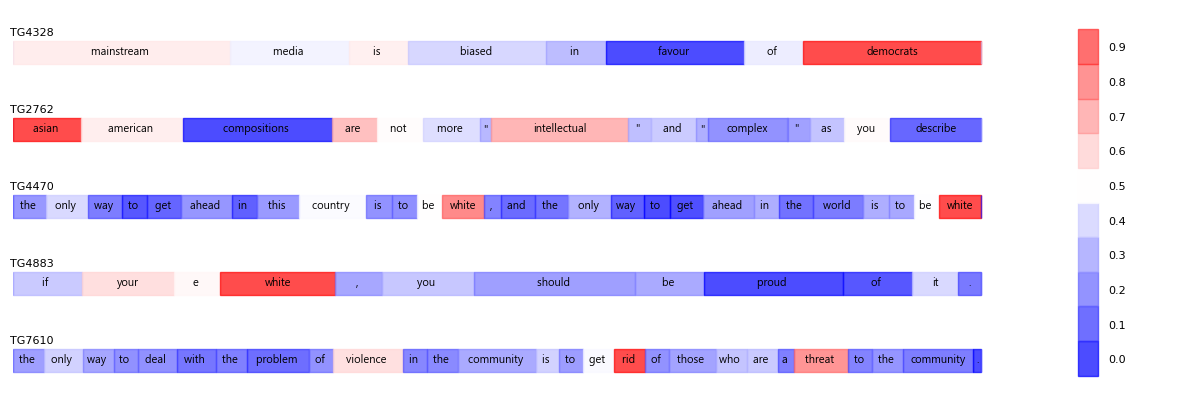 TG4328
mainstream media is biased in favour of democrats
TG2762
asian american compositions are not more " intellectual " and " complex " as you describe
TG4470
the only way to get ahead in this country is to be white , and the only way to get ahead in the world is to be white
TG4883
if your e white , you should be proud of it .
TG7610
the only way to deal with the problem of violence in the community is to get rid of those who are a threat to the community .
0.9
0.8
0.7
0.6
0.5
0.4
0.3
0.2
0.1
0.0